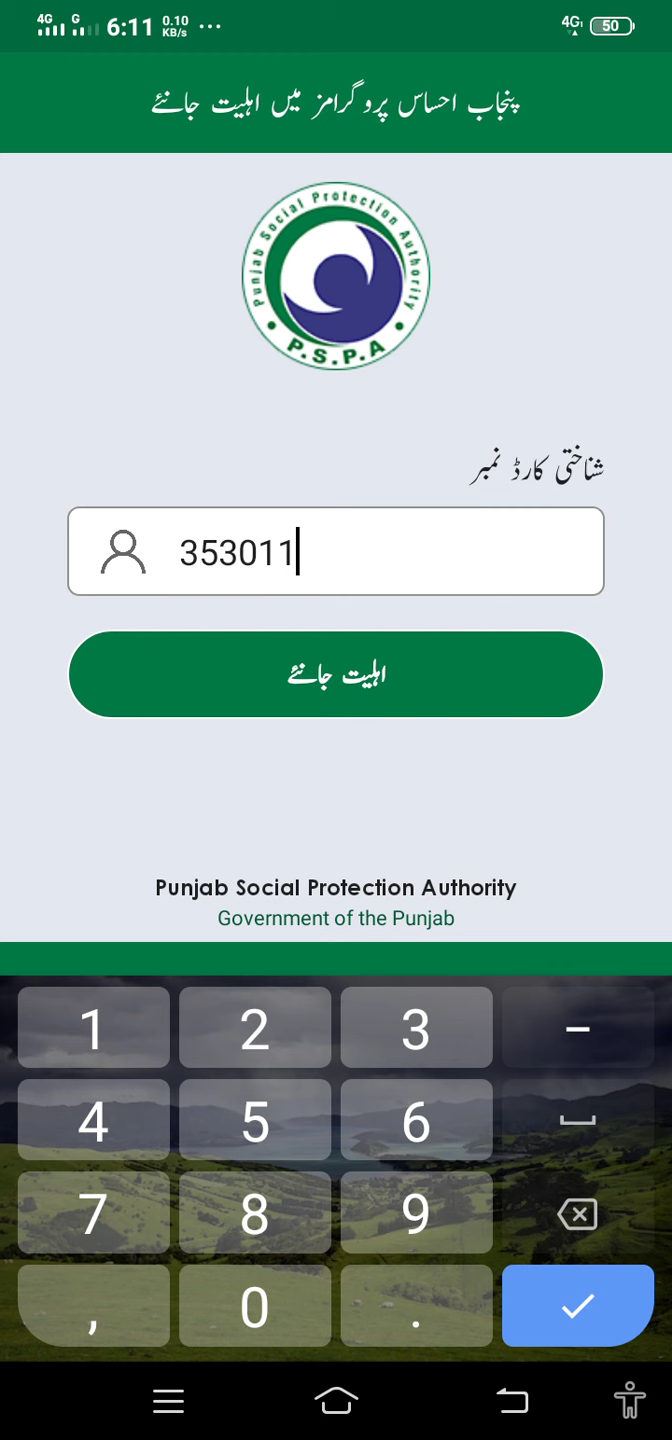 4G G 6:11 0.10 KB/s ... 4G 50
پنجاب احساس پروگرامز میں اہلیت جانئے
Punjab Social Protection Authority
P.S.P.A
شناختی کارڈ نمبر
353011
اہلیت جانئے
Punjab Social Protection Authority
Government of the Punjab
1 2 3 -
4 5 6
7 8 9
, 0 .